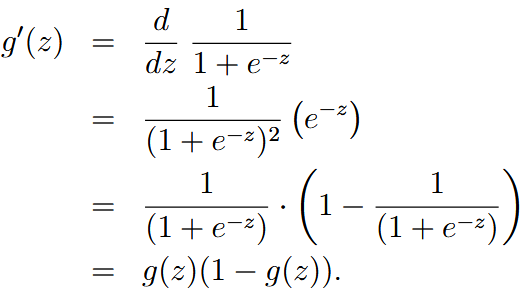 g′(z) = d/dz 1/(1 + e^{−z})
= 1/(1 + e^{−z})² (e^{−z})
= 1/(1 + e^{−z}) · (1 − 1/(1 + e^{−z}))
= g(z)(1 − g(z)).